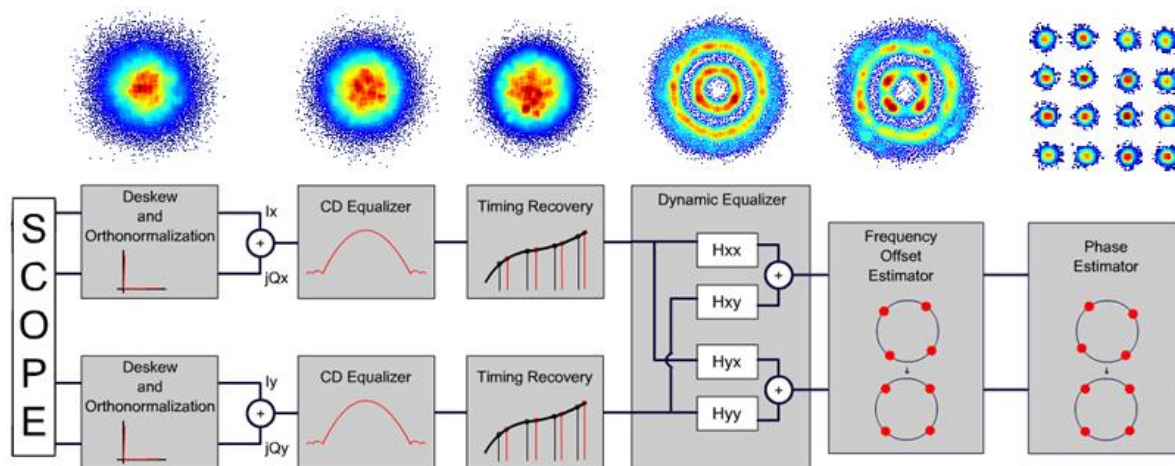 SCOPE
Deskew
and
Orthonormalization
Ix
jQx
CD Equalizer
Timing Recovery
Dynamic Equalizer
Hxx
Hxy
Hyx
Hyy
Frequency
Offset
Estimator
Phase
Estimator
Deskew
and
Orthonormalization
Iy
jQy
CD Equalizer
Timing Recovery